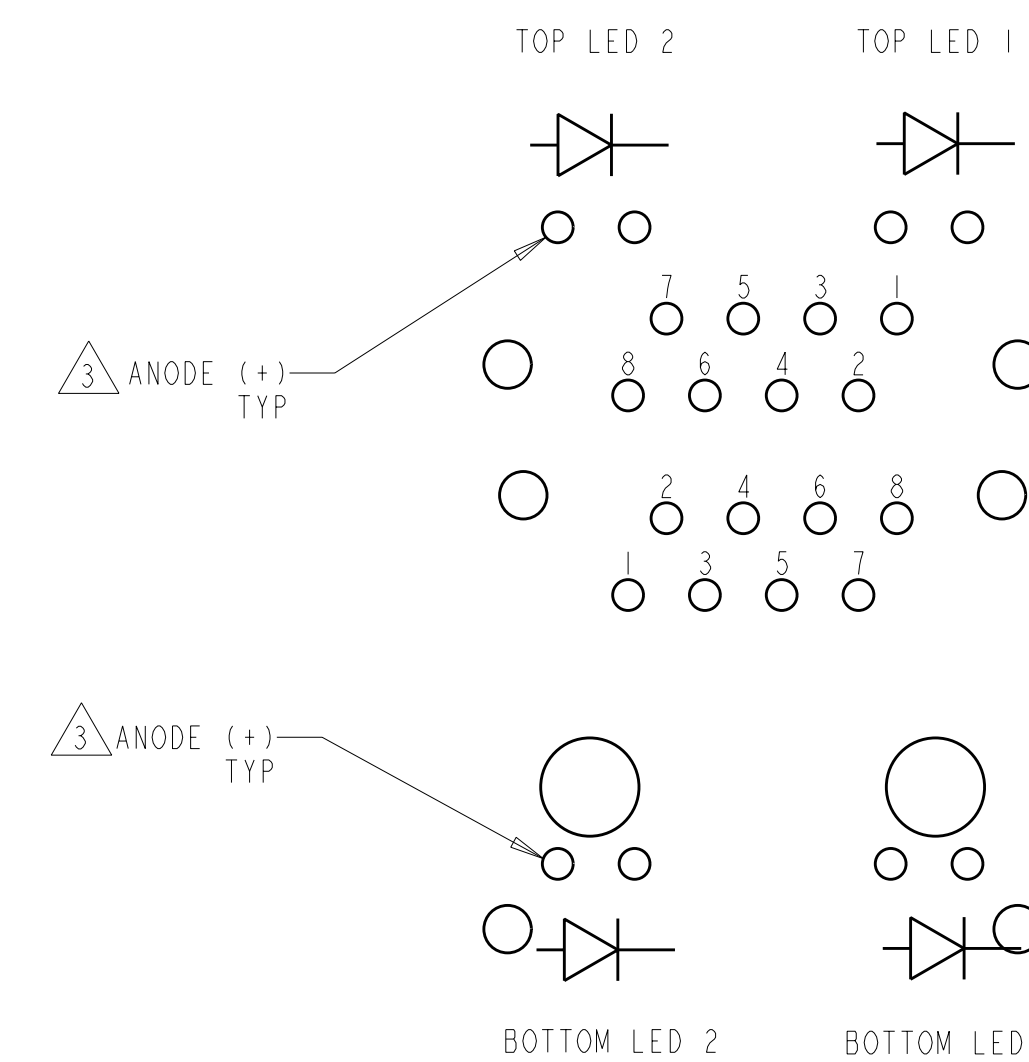 TOP LED 2
TOP LED 1
7 5 3 1
8 6 4 2
3 ANODE (+)
TYP
2 4 6 8
1 3 5 7
3 ANODE (+)
TYP
BOTTOM LED 2
BOTTOM LED